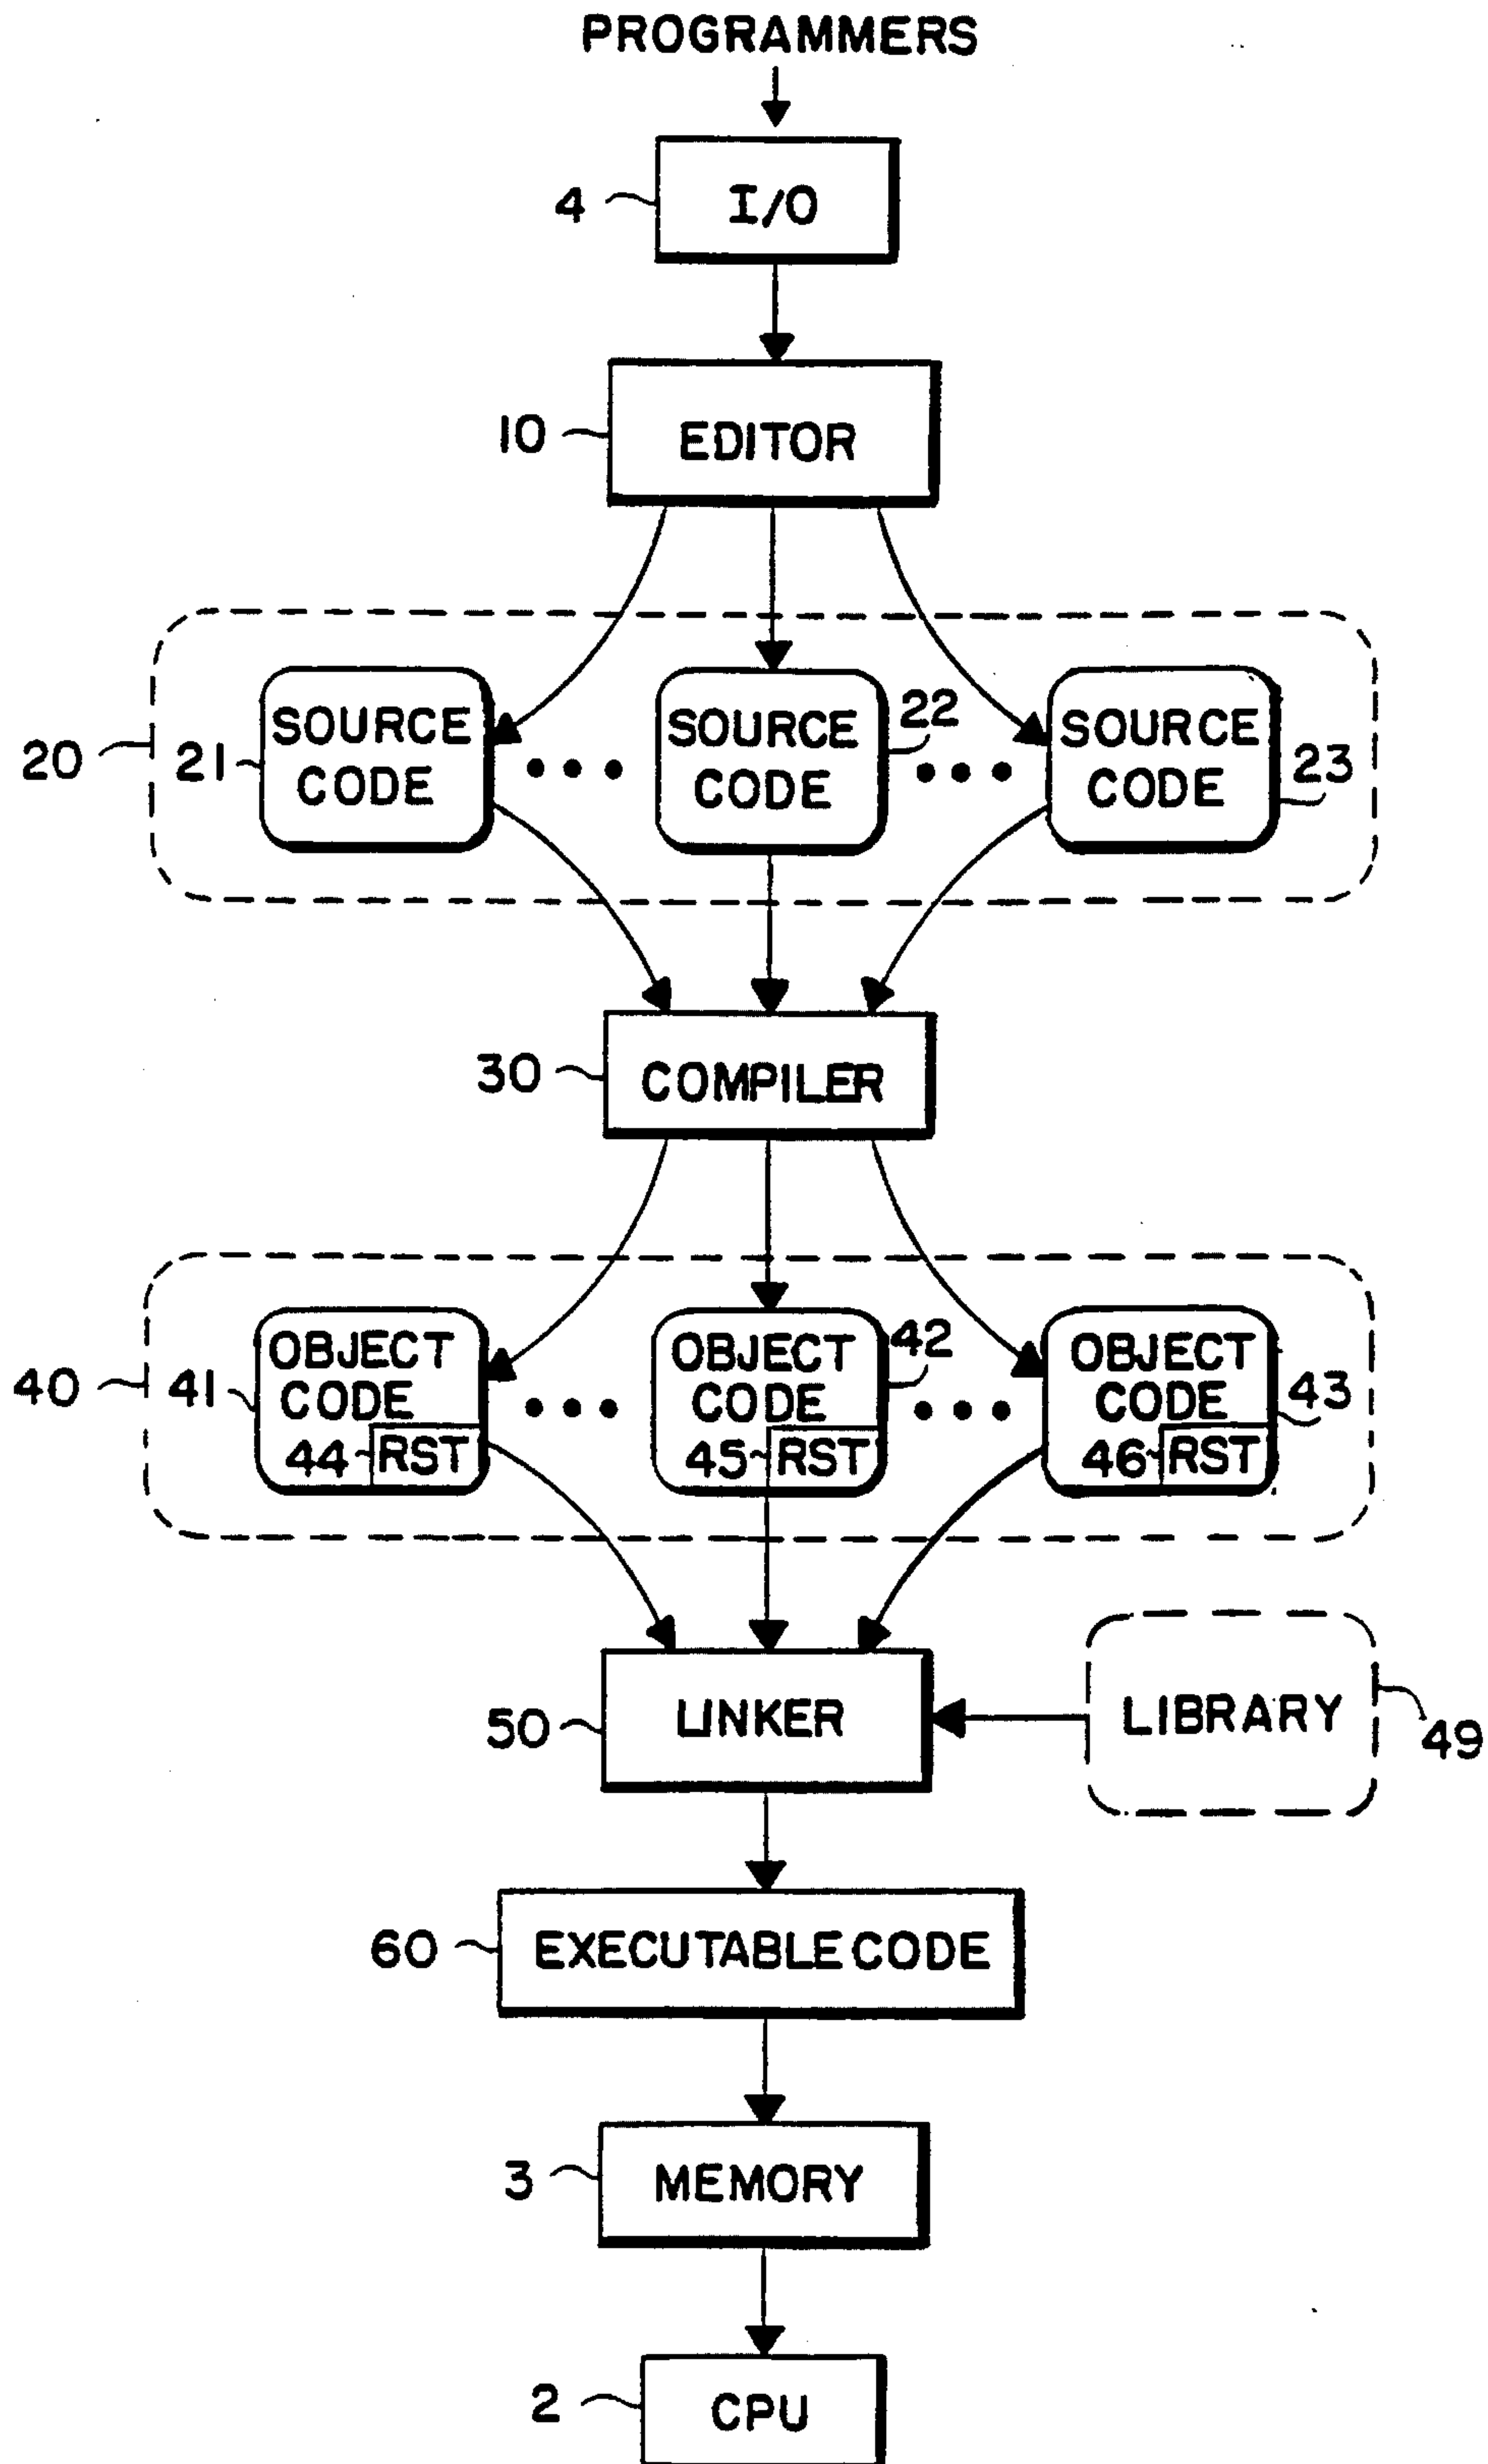 PROGRAMMERS
4
I/O
10
EDITOR
20
21
SOURCE
CODE
SOURCE
CODE
22
SOURCE
CODE
23
30
COMPILER
40
41
OBJECT
CODE
44
RST
OBJECT
CODE
42
45
RST
OBJECT
CODE
43
46
RST
50
LINKER
LIBRARY
49
60
EXECUTABLE CODE
3
MEMORY
2
CPU